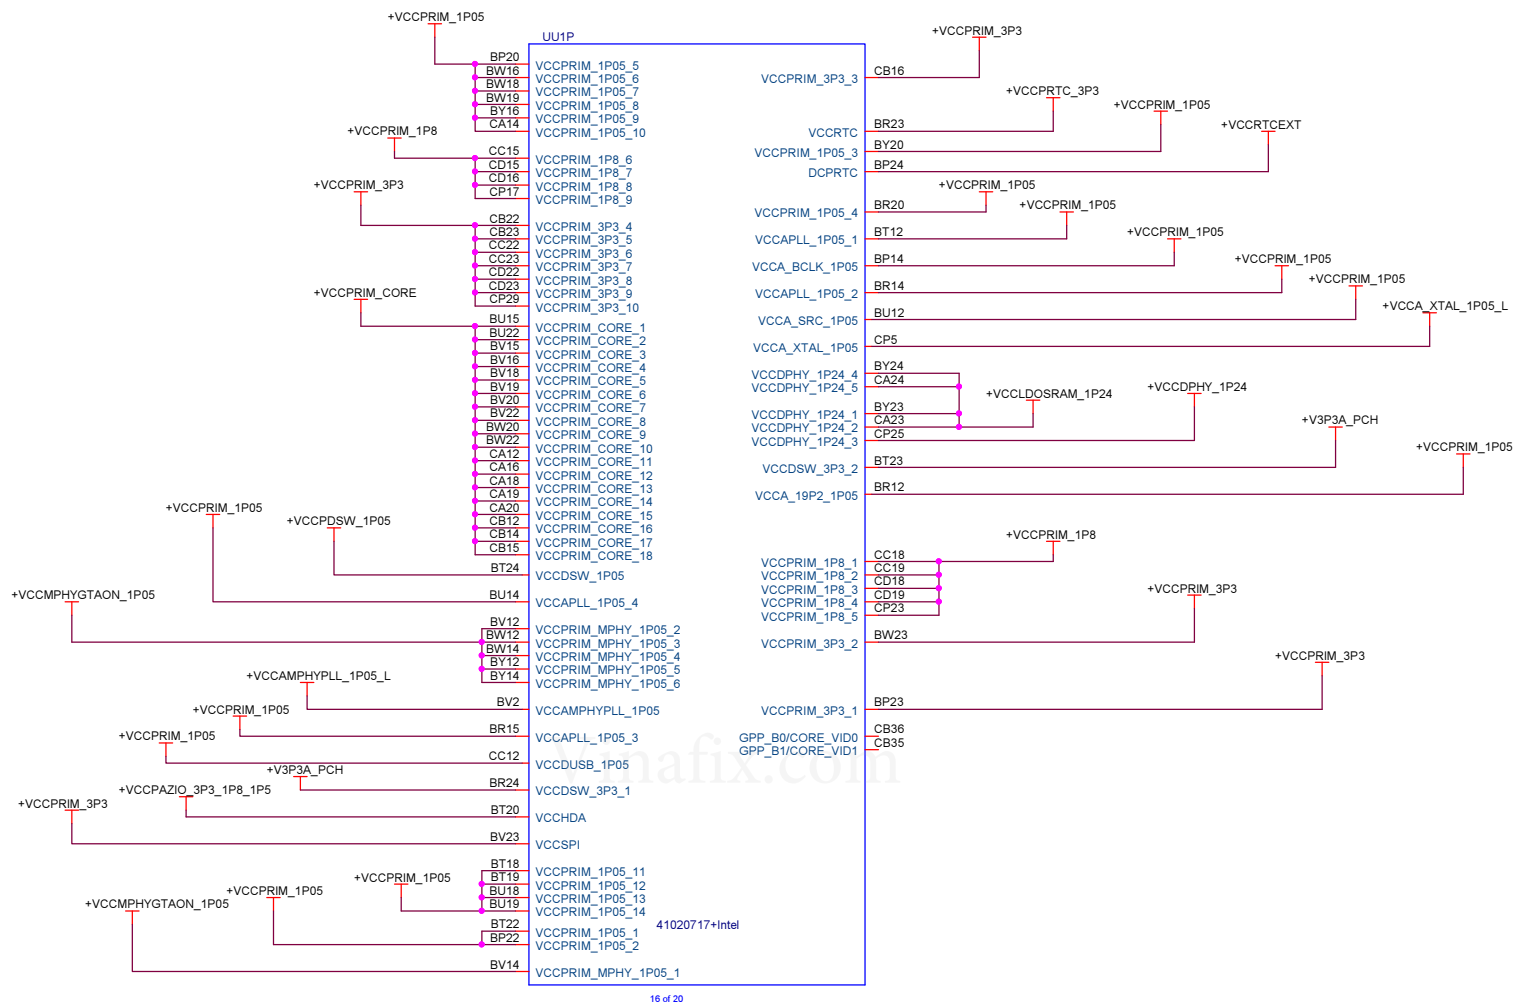 +VCCPRIM_1P05
UU1P
BP20 VCCPRIM_1P05_5
BW16 VCCPRIM_1P05_6
BW18 VCCPRIM_1P05_7
BW19 VCCPRIM_1P05_8
BY16 VCCPRIM_1P05_9
CA14 VCCPRIM_1P05_10
+VCCPRIM_1P8
CC15 VCCPRIM_1P8_6
CD15 VCCPRIM_1P8_7
CD16 VCCPRIM_1P8_8
CP17 VCCPRIM_1P8_9
+VCCPRIM_3P3
CB22 VCCPRIM_3P3_4
CB23 VCCPRIM_3P3_5
CC22 VCCPRIM_3P3_6
CC23 VCCPRIM_3P3_7
CD22 VCCPRIM_3P3_8
CD23 VCCPRIM_3P3_9
CP29 VCCPRIM_3P3_10
+VCCPRIM_CORE
BU15 VCCPRIM_CORE_1
BU22 VCCPRIM_CORE_2
BV15 VCCPRIM_CORE_3
BV16 VCCPRIM_CORE_4
BV18 VCCPRIM_CORE_5
BV19 VCCPRIM_CORE_6
BV20 VCCPRIM_CORE_7
BV22 VCCPRIM_CORE_8
BW20 VCCPRIM_CORE_9
BW22 VCCPRIM_CORE_10
CA12 VCCPRIM_CORE_11
CA16 VCCPRIM_CORE_12
CA18 VCCPRIM_CORE_13
CA19 VCCPRIM_CORE_14
CA20 VCCPRIM_CORE_15
CB12 VCCPRIM_CORE_16
CB14 VCCPRIM_CORE_17
CB15 VCCPRIM_CORE_18
+VCCPDSW_1P05
BT24 VCCDSW_1P05
+VCCPRIM_1P05
BU14 VCCAPLL_1P05_4
+VCCMPHYGTAON_1P05
BV12 VCCPRIM_MPHY_1P05_2
BW12 VCCPRIM_MPHY_1P05_3
BW14 VCCPRIM_MPHY_1P05_4
BY12 VCCPRIM_MPHY_1P05_5
BY14 VCCPRIM_MPHY_1P05_6
+VCCAMPHYPLL_1P05_L
BV2 VCCAMPHYPLL_1P05
+VCCPRIM_1P05
BR15 VCCAPLL_1P05_3
+VCCPRIM_1P05
CC12 VCCDUSB_1P05
+V3P3A_PCH
BR24 VCCDSW_3P3_1
+VCCPAZIO_3P3_1P8_1P5
BT20 VCCHDA
+VCCPRIM_3P3
BV23 VCCSPI
+VCCPRIM_1P05
BT18 VCCPRIM_1P05_11
BT19 VCCPRIM_1P05_12
BU18 VCCPRIM_1P05_13
BU19 VCCPRIM_1P05_14
+VCCPRIM_1P05
BT22 VCCPRIM_1P05_1
BP22 VCCPRIM_1P05_2
+VCCMPHYGTAON_1P05
BV14 VCCPRIM_MPHY_1P05_1
+VCCPRIM_3P3
VCCPRIM_3P3_3 CB16
+VCCPRTC_3P3
VCCRTC BR23
+VCCPRIM_1P05
VCCPRIM_1P05_3 BY20
+VCCRTCEXT
DCPRTC BP24
+VCCPRIM_1P05
VCCPRIM_1P05_4 BR20
+VCCPRIM_1P05
VCCAPLL_1P05_1 BT12
+VCCPRIM_1P05
VCCA_BCLK_1P05 BP14
+VCCPRIM_1P05
VCCAPLL_1P05_2 BR14
+VCCPRIM_1P05
VCCA_SRC_1P05 BU12
+VCCA_XTAL_1P05_L
VCCA_XTAL_1P05 CP5
VCCDPHY_1P24_4 BY24
VCCDPHY_1P24_5 CA24
+VCCLDOSRAM_1P24
VCCDPHY_1P24_1 BY23
VCCDPHY_1P24_2 CA23
+VCCDPHY_1P24
VCCDPHY_1P24_3 CP25
+V3P3A_PCH
VCCDSW_3P3_2 BT23
+VCCPRIM_1P05
VCCA_19P2_1P05 BR12
+VCCPRIM_1P8
VCCPRIM_1P8_1 CC18
VCCPRIM_1P8_2 CC19
VCCPRIM_1P8_3 CD18
VCCPRIM_1P8_4 CD19
VCCPRIM_1P8_5 CP23
+VCCPRIM_3P3
VCCPRIM_3P3_2 BW23
+VCCPRIM_3P3
VCCPRIM_3P3_1 BP23
GPP_B0/CORE_VID0 CB36
GPP_B1/CORE_VID1 CB35
Vinafix.com
41020717+Intel
16 of 20